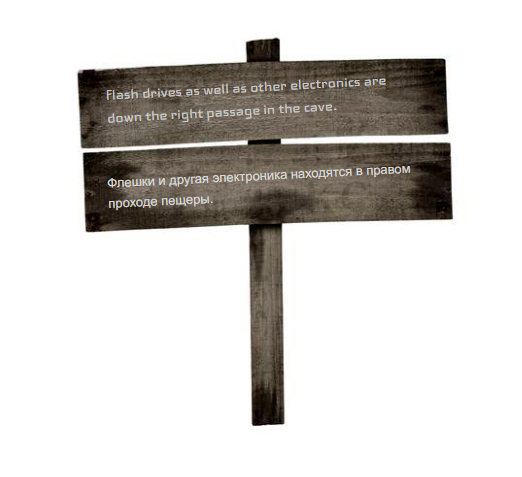 Flash drives as well as other electronics are
down the right passage in the cave.
Флешки и другая электроника находятся в правом
проходе пещеры.